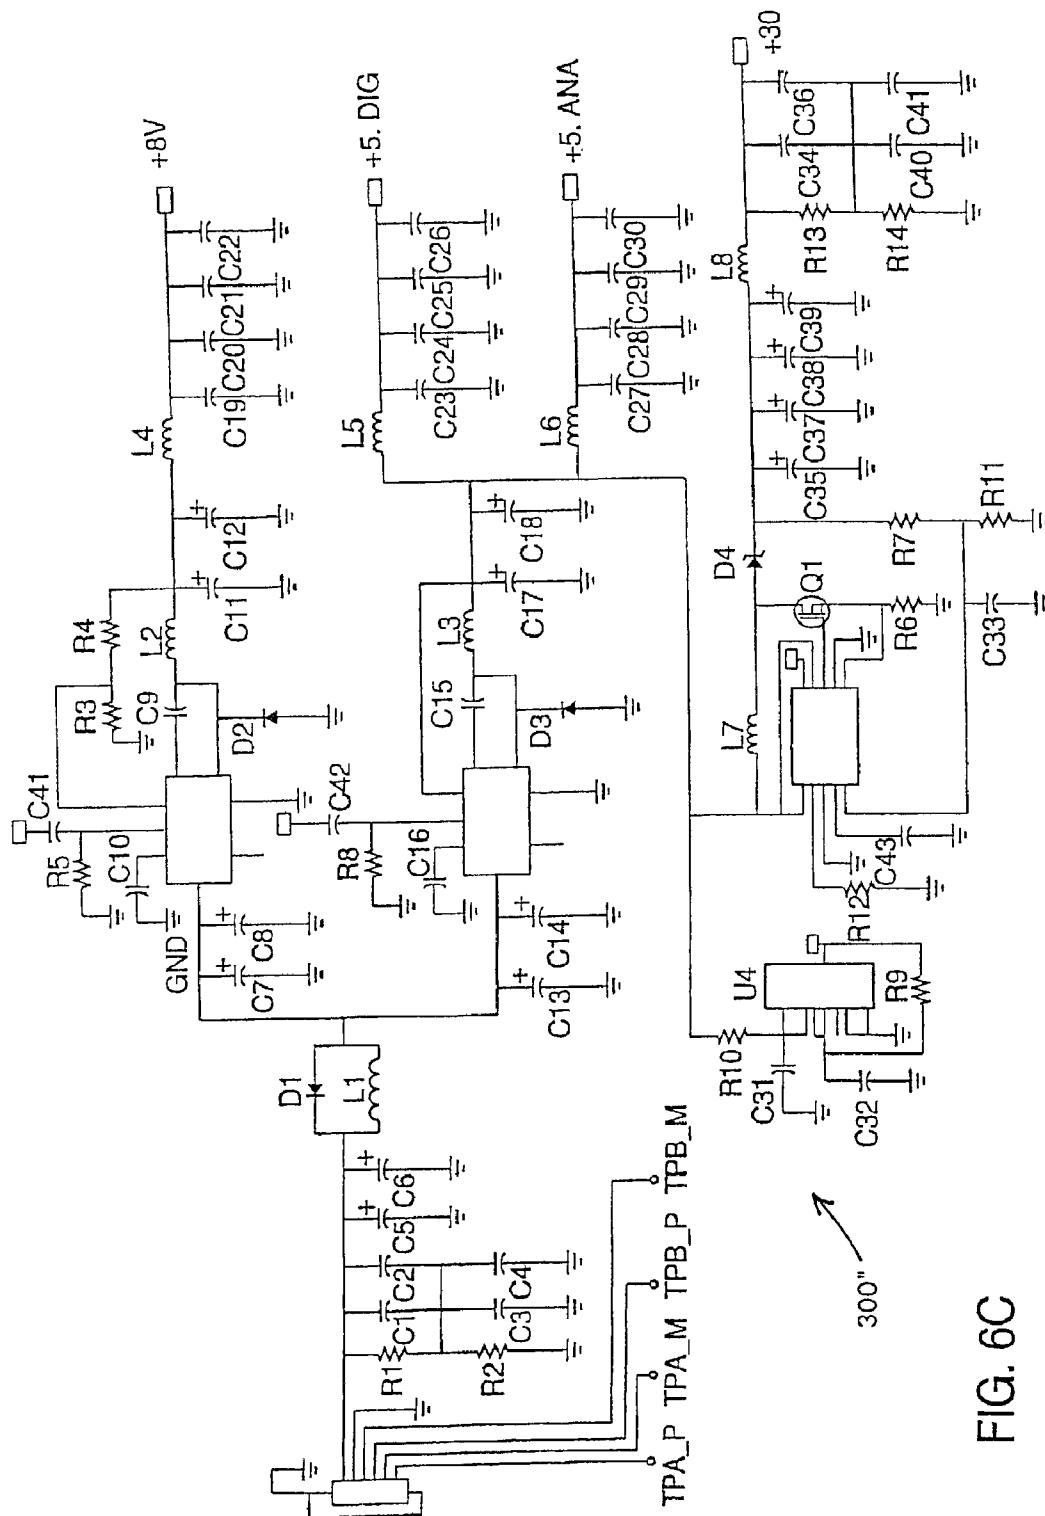 C41
R5
C10
GND
C7
C8
R3
R4
C9
L2
D2
C11
C12
L4
C19
C20
C21
C22
+8V
D1
L1
R1
C1
C2
C5
C6
R2
C3
C4
TPA_P
TPA_M
TPB_P
TPB_M
C42
R8
C16
C13
C14
C15
L3
D3
C17
C18
L5
C23
C24
C25
C26
+5. DIG
L6
C27
C28
C29
C30
+5. ANA
R10
C31
C32
U4
R9
R12
C43
L7
D4
Q1
R6
R7
C33
R11
C35
C37
C38
C39
L8
R13
C34
C36
R14
C40
C41
+30
300"
FIG. 6C